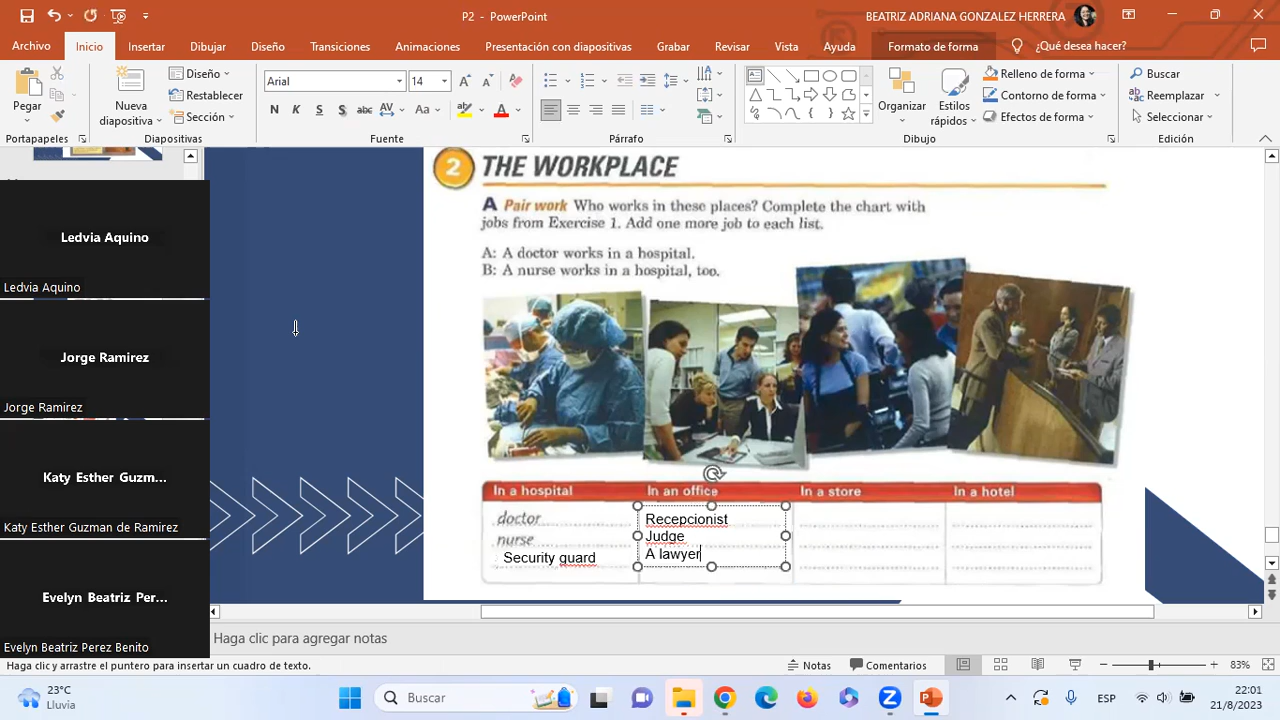 P2 - PowerPoint
BEATRIZ ADRIANA GONZALEZ HERRERA
Archivo Inicio Insertar Dibujar Diseño Transiciones Animaciones Presentación con diapositivas Grabar Revisar Vista Ayuda Formato de forma ¿Qué desea hacer?
Pegar
Portapapeles
Nueva
diapositiva
Diseño
Restablecer
Sección
Diapositivas
Arial 14
N K S S abc AV Aa A
Fuente
Párrafo
Organizar
Estilos
rápidos
Relleno de forma
Contorno de forma
Efectos de forma
Dibujo
Buscar
Reemplazar
Seleccionar
Edición
Ledvia Aquino
Ledvia Aquino
Jorge Ramirez
Jorge Ramirez
Katy Esther Guzm...
Katy Esther Guzman de Ramirez
Evelyn Beatriz Per...
Evelyn Beatriz Perez Benito
2 THE WORKPLACE
A Pair work Who works in these places? Complete the chart with
jobs from Exercise 1. Add one more job to each list.
A: A doctor works in a hospital.
B: A nurse works in a hospital, too.
In a hospital In an office In a store In a hotel
doctor
nurse
Security guard
Recepcionist
Judge
A lawyer
Haga clic para agregar notas
Haga clic y arrastre el puntero para insertar un cuadro de texto.
Notas Comentarios 83%
23°C
Lluvia
Buscar
ESP
22:01
21/8/2023